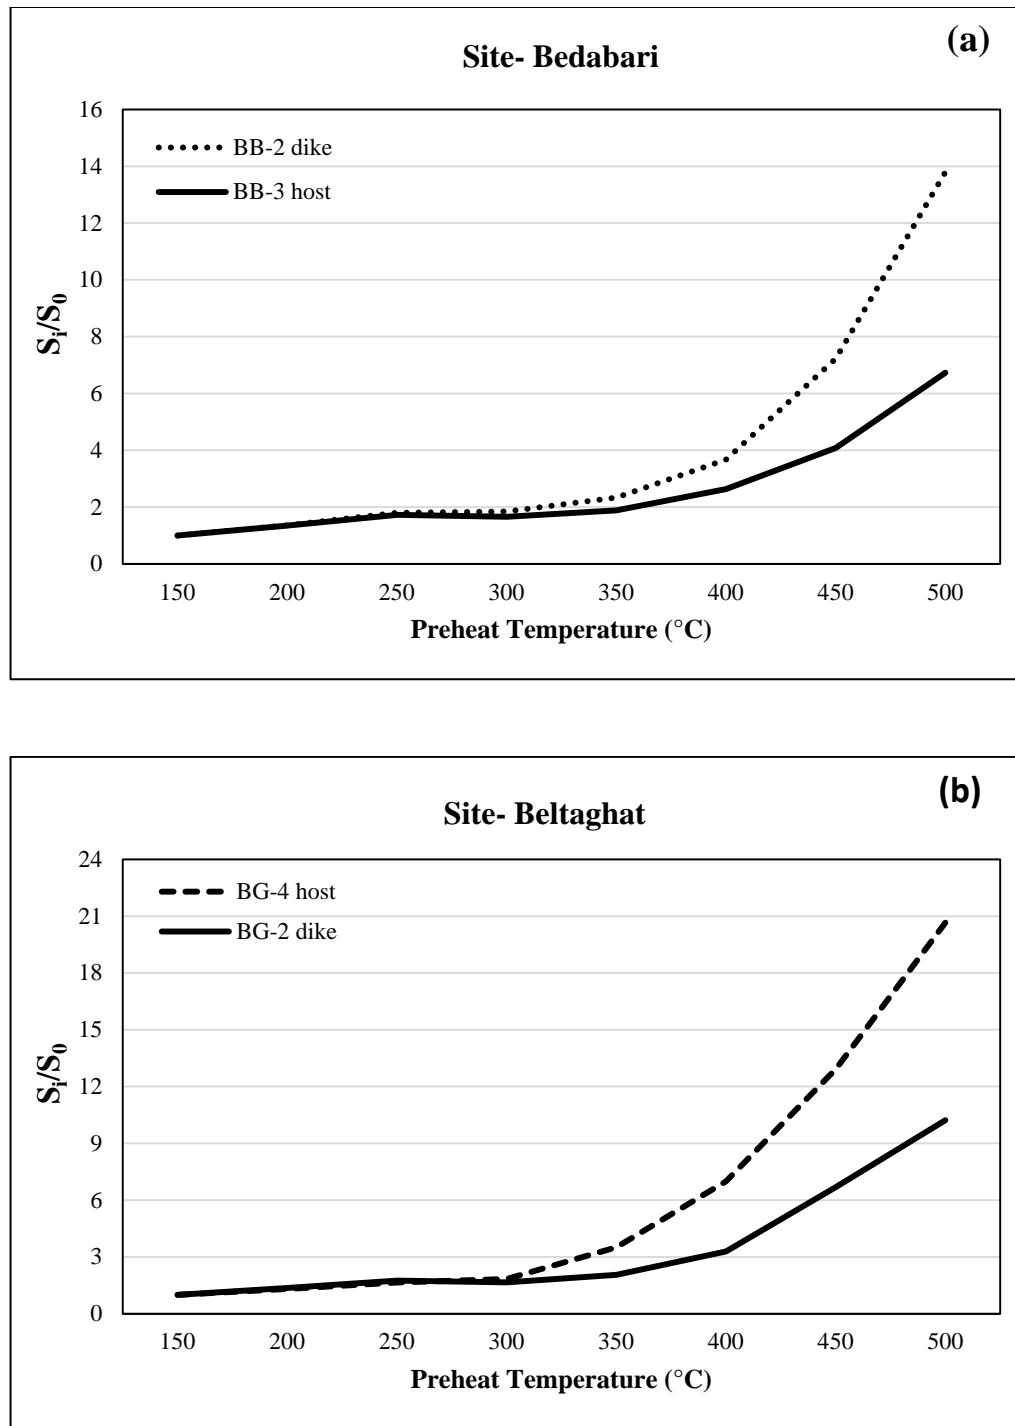 (a)
Site- Bedabari
16
14
12
10
8
6
4
2
0
Si/S0
BB-2 dike
BB-3 host
150 200 250 300 350 400 450 500
Preheat Temperature (°C)
(b)
Site- Beltaghat
24
21
18
15
12
9
6
3
0
Si/S0
BG-4 host
BG-2 dike
150 200 250 300 350 400 450 500
Preheat Temperature (°C)